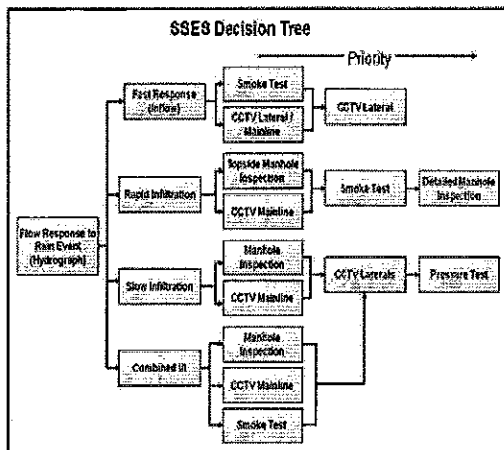 SSES Decision Tree
Priority
Fast Response
(Inflow)
Smoke Test
CCTV Lateral /
Mainline
CCTV Lateral
Rapid Infiltration
Topside Manhole
Inspection
CCTV Mainline
Smoke Test
Detailed Manhole
Inspection
Flow Response to
Rain Event
(Hydrograph)
Slow Infiltration
Manhole
Inspection
CCTV Mainline
CCTV Laterals
Pressure Test
Combined I/I
Manhole
Inspection
CCTV Mainline
Smoke Test